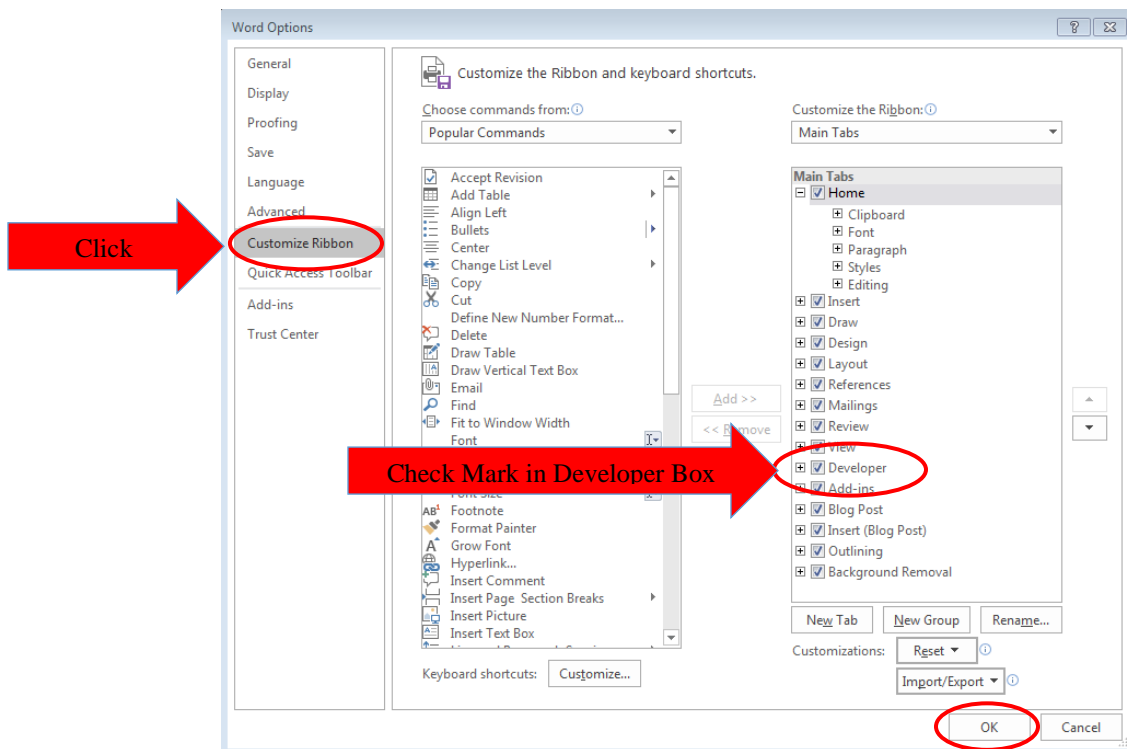 Word Options
General
Display
Proofing
Save
Language
Advanced
Customize Ribbon
Quick Access Toolbar
Add-ins
Trust Center
Click
Customize the Ribbon and keyboard shortcuts.
Choose commands from:
Popular Commands
Accept Revision
Add Table
Align Left
Bullets
Center
Change List Level
Copy
Cut
Define New Number Format...
Delete
Draw Table
Draw Vertical Text Box
Email
Find
Fit to Window Width
Font
Check Mark in Developer Box
Font Size
Footnote
Format Painter
Grow Font
Hyperlink...
Insert Comment
Insert Page Section Breaks
Insert Picture
Insert Text Box
Keyboard shortcuts: Customize...
Add >>
<< Remove
Customize the Ribbon:
Main Tabs
Main Tabs
Home
Clipboard
Font
Paragraph
Styles
Editing
Insert
Draw
Design
Layout
References
Mailings
Review
View
Developer
Add-ins
Blog Post
Insert (Blog Post)
Outlining
Background Removal
New Tab New Group Rename...
Customizations: Reset
Import/Export
OK Cancel